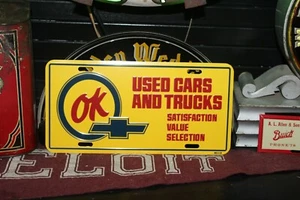 OK
USED CARS
AND TRUCKS
SATISFACTION
VALUE
SELECTION
Buick
ELOIT